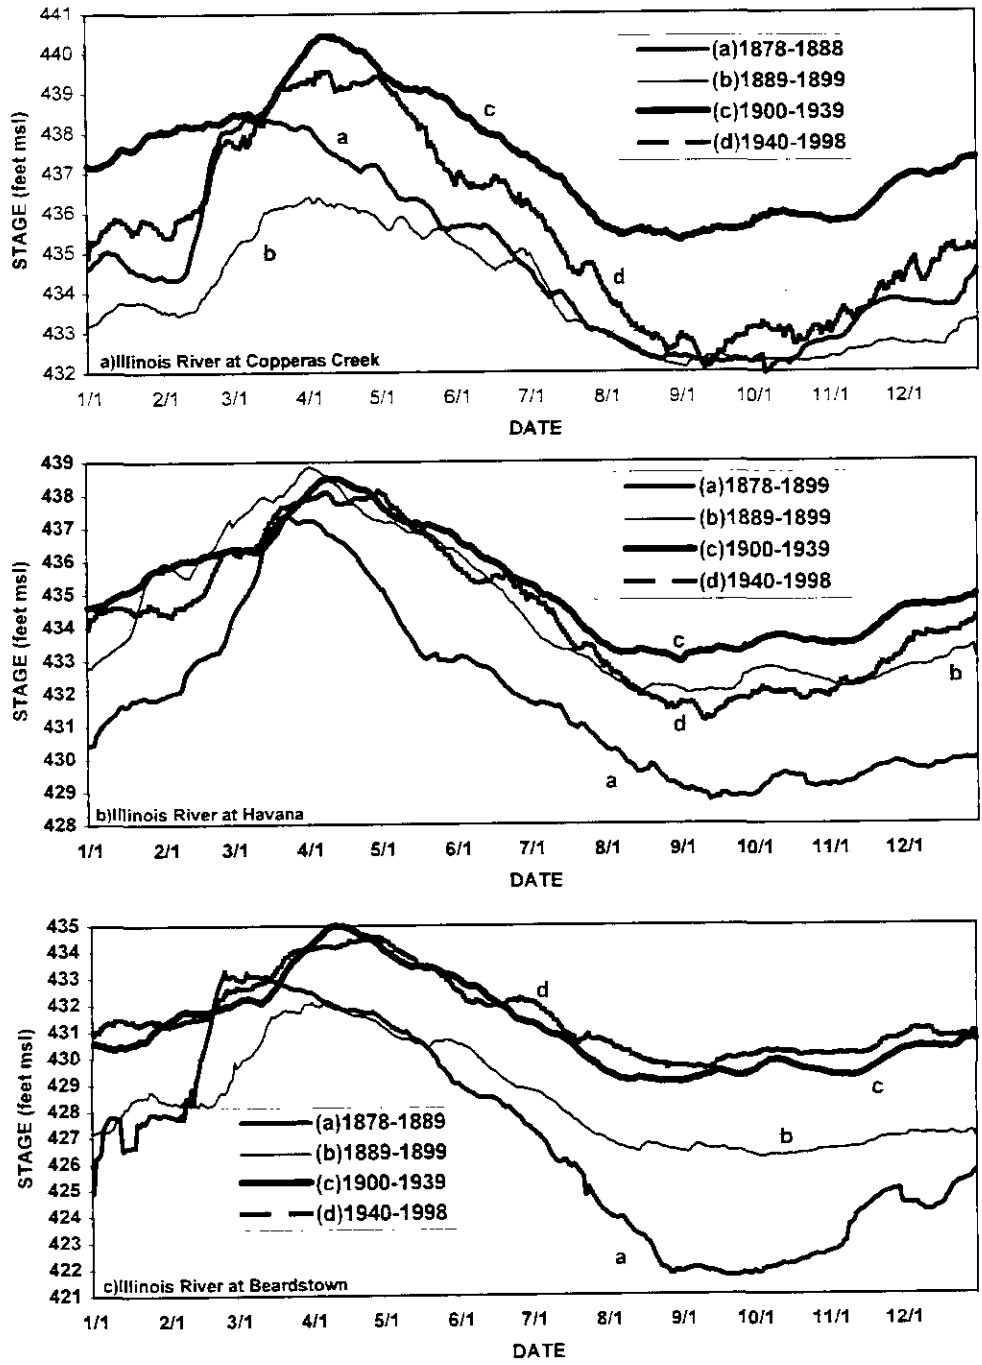 441
440
439
438
437
436
435
434
433
432
STAGE (feet msl)
(a)1878-1888
(b)1889-1899
(c)1900-1939
(d)1940-1998
a
b
c
d
a)Illinois River at Copperas Creek
1/1 2/1 3/1 4/1 5/1 6/1 7/1 8/1 9/1 10/1 11/1 12/1
DATE
439
438
437
436
435
434
433
432
431
430
429
428
STAGE (feet msl)
(a)1878-1899
(b)1889-1899
(c)1900-1939
(d)1940-1998
c
b
d
a
b)Illinois River at Havana
1/1 2/1 3/1 4/1 5/1 6/1 7/1 8/1 9/1 10/1 11/1 12/1
DATE
435
434
433
432
431
430
429
428
427
426
425
424
423
422
421
STAGE (feet msl)
d
c
b
a
(a)1878-1889
(b)1889-1899
(c)1900-1939
(d)1940-1998
c)Illinois River at Beardstown
1/1 2/1 3/1 4/1 5/1 6/1 7/1 8/1 9/1 10/1 11/1 12/1
DATE